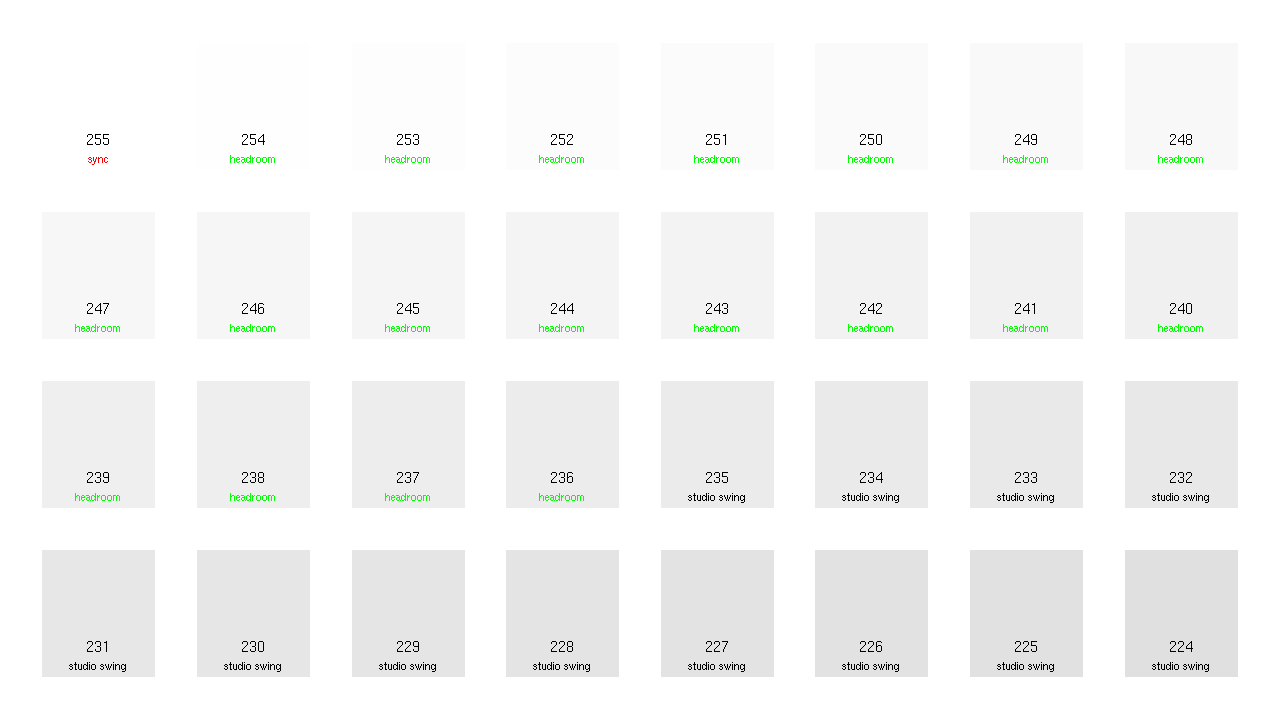 255 254 253 252 251 250 249 248
sync headroom headroom headroom headroom headroom headroom headroom
247 246 245 244 243 242 241 240
headroom headroom headroom headroom headroom headroom headroom headroom
239 238 237 236 235 234 233 232
headroom headroom headroom headroom studio swing studio swing studio swing studio swing
231 230 229 228 227 226 225 224
studio swing studio swing studio swing studio swing studio swing studio swing studio swing studio swing